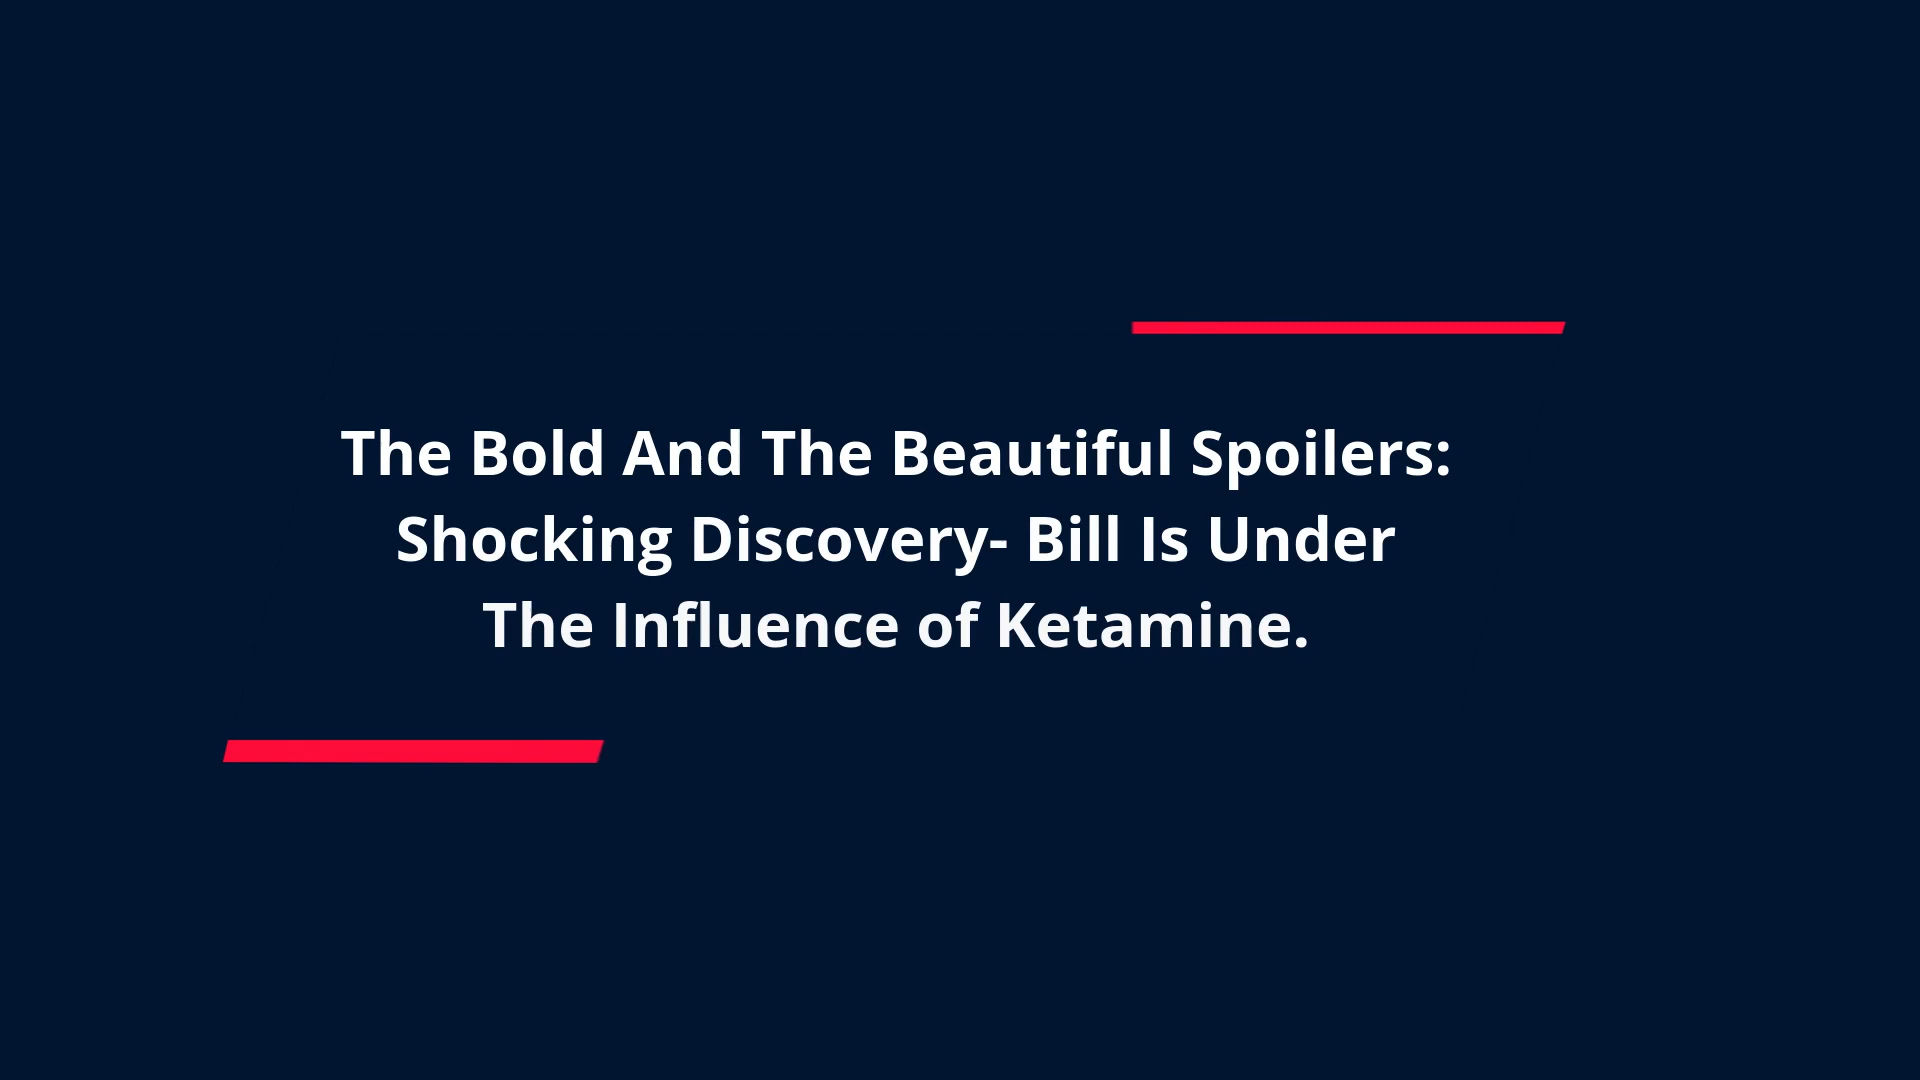 The Bold And The Beautiful Spoilers:
Shocking Discovery- Bill Is Under
The Influence of Ketamine.